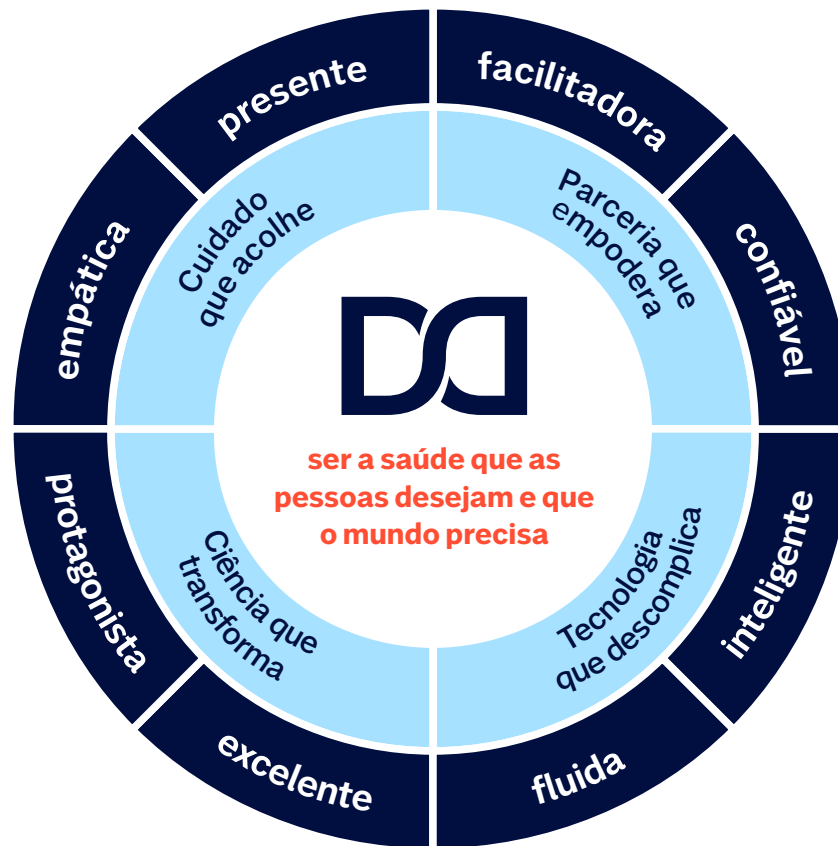 presente
facilitadora
confiável
inteligente
fluida
excelente
protagonista
empática
Cuidado
que acolhe
Parceria que
empodera
Tecnologia
que descomplica
Ciência que
transforma
ser a saúde que as
pessoas desejam e que
o mundo precisa